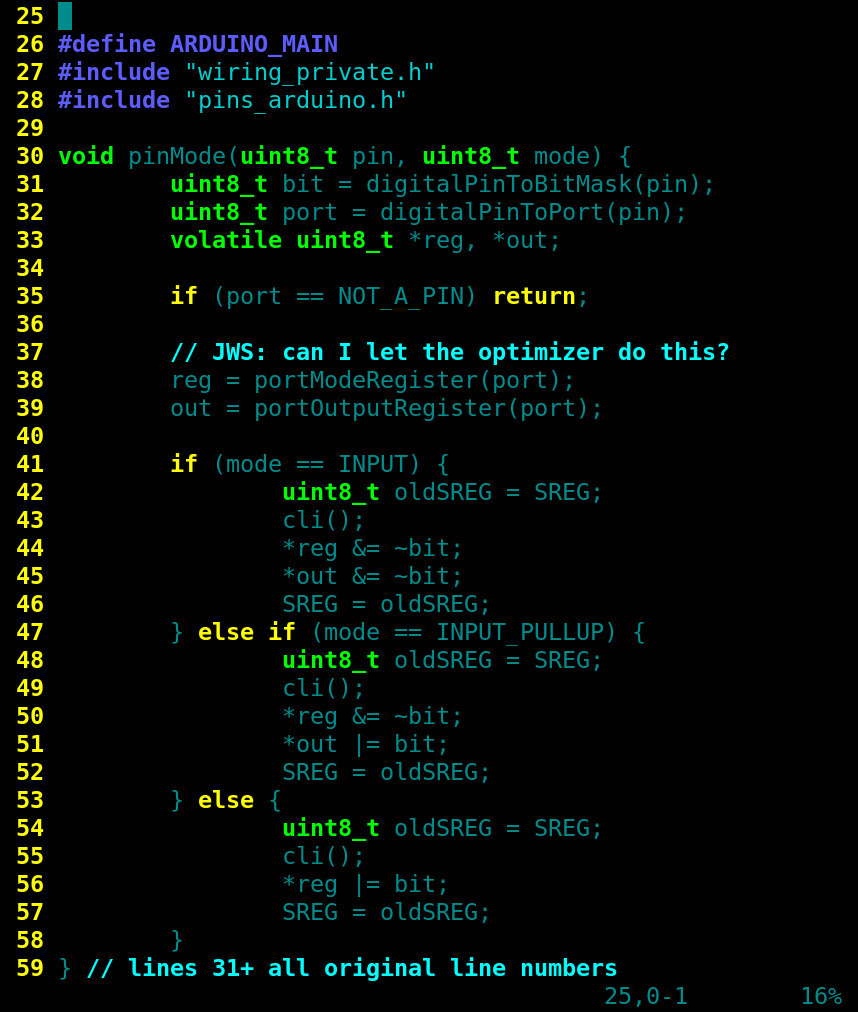 25
26 #define ARDUINO_MAIN
27 #include "wiring_private.h"
28 #include "pins_arduino.h"
29
30 void pinMode(uint8_t pin, uint8_t mode) {
31         uint8_t bit = digitalPinToBitMask(pin);
32         uint8_t port = digitalPinToPort(pin);
33         volatile uint8_t *reg, *out;
34
35         if (port == NOT_A_PIN) return;
36
37         // JWS: can I let the optimizer do this?
38         reg = portModeRegister(port);
39         out = portOutputRegister(port);
40
41         if (mode == INPUT) {
42                 uint8_t oldSREG = SREG;
43                 cli();
44                 *reg &= ~bit;
45                 *out &= ~bit;
46                 SREG = oldSREG;
47         } else if (mode == INPUT_PULLUP) {
48                 uint8_t oldSREG = SREG;
49                 cli();
50                 *reg &= ~bit;
51                 *out |= bit;
52                 SREG = oldSREG;
53         } else {
54                 uint8_t oldSREG = SREG;
55                 cli();
56                 *reg |= bit;
57                 SREG = oldSREG;
58         }
59 } // lines 31+ all original line numbers
25,0-1        16%